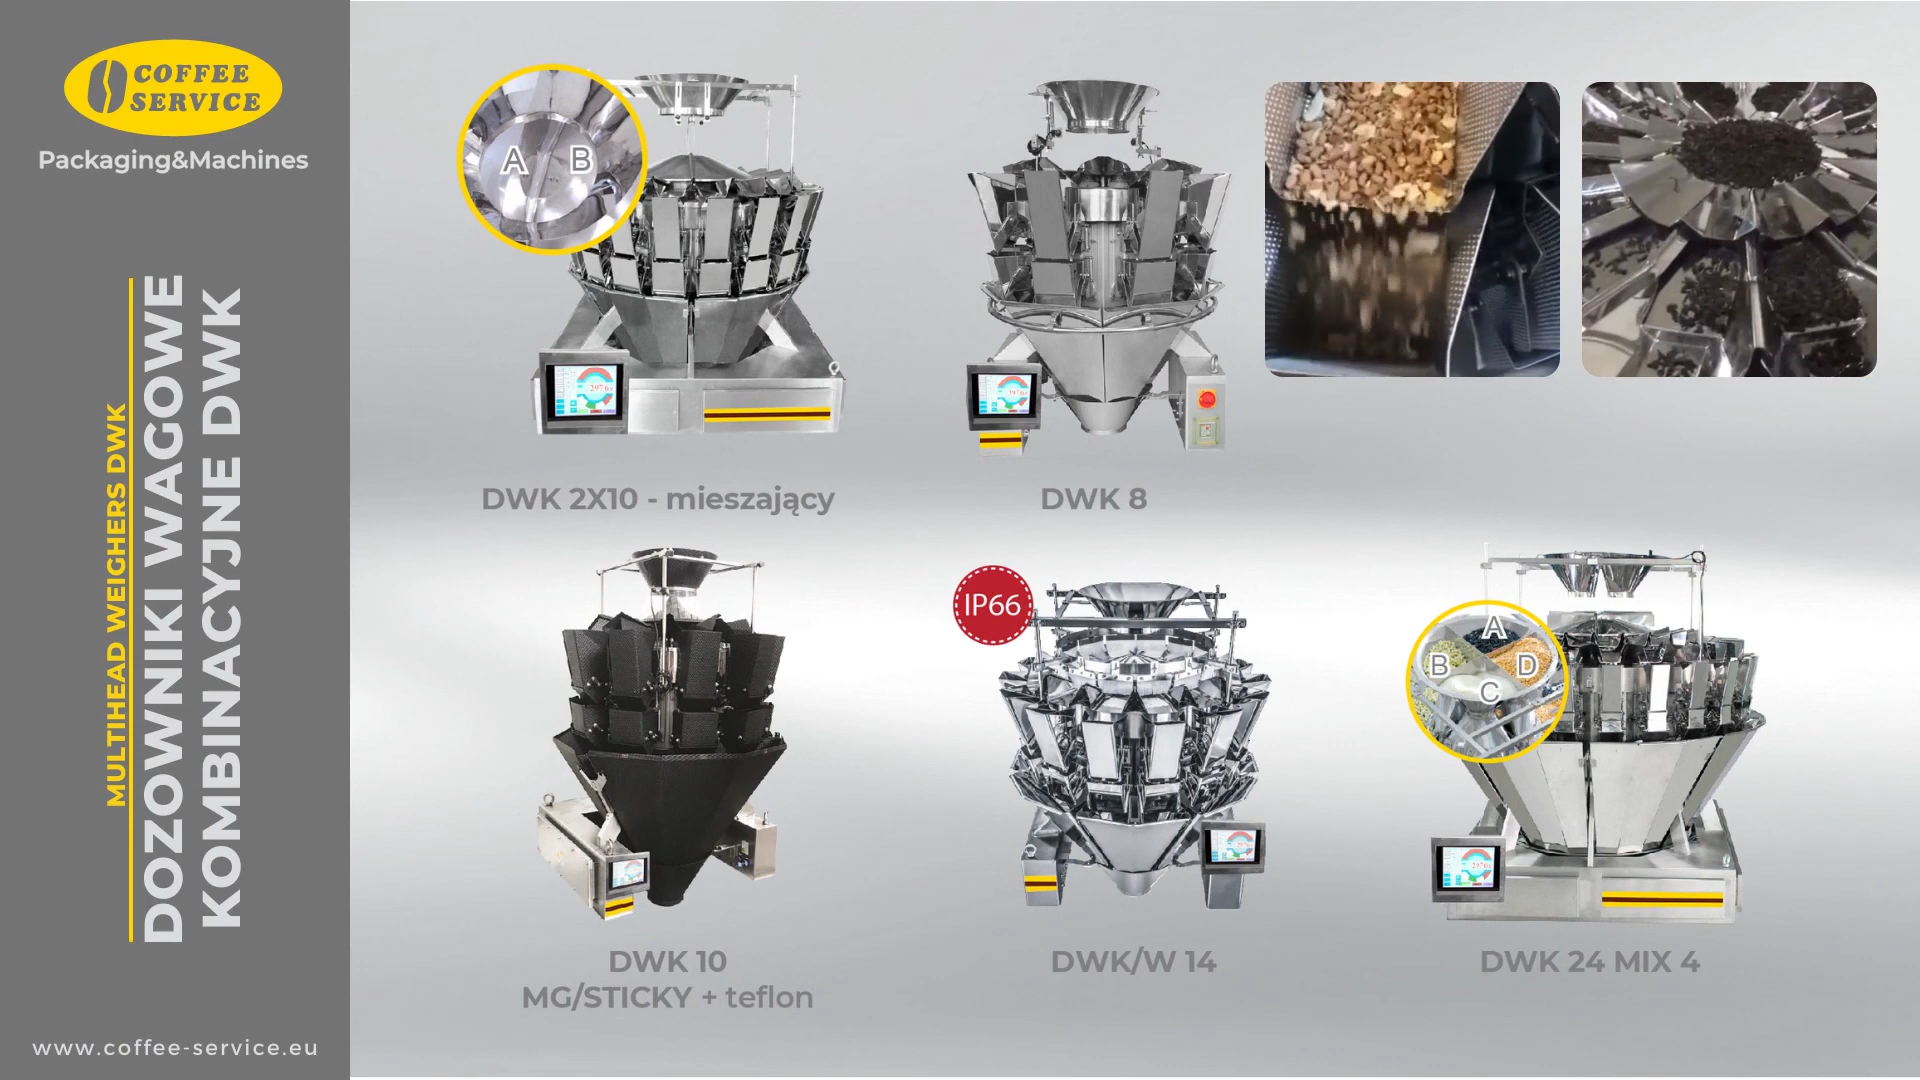 COFFEE
SERVICE
Packaging&Machines
MULTIHEAD WEIGHERS DWK
DOZOWNIKI WAGOWE
KOMBINACYJNE DWK
www.coffee-service.eu
A B
DWK 2X10 - mieszający
DWK 8
DWK 10
MG/STICKY + teflon
IP66
DWK/W 14
A
B D
C
DWK 24 MIX 4